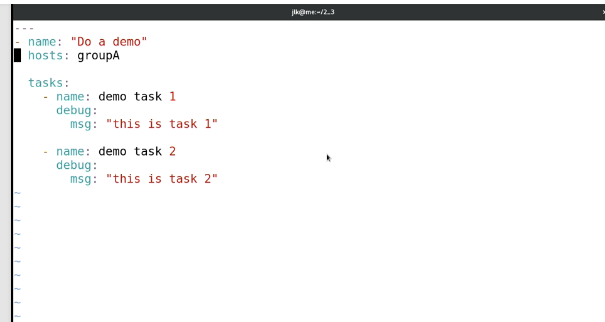 jlk@me:~/2_3
---
- name: "Do a demo"
  hosts: groupA

  tasks:
    - name: demo task 1
      debug:
        msg: "this is task 1"

    - name: demo task 2
      debug:
        msg: "this is task 2"
~
~
~
~
~
~
~
~
~
~